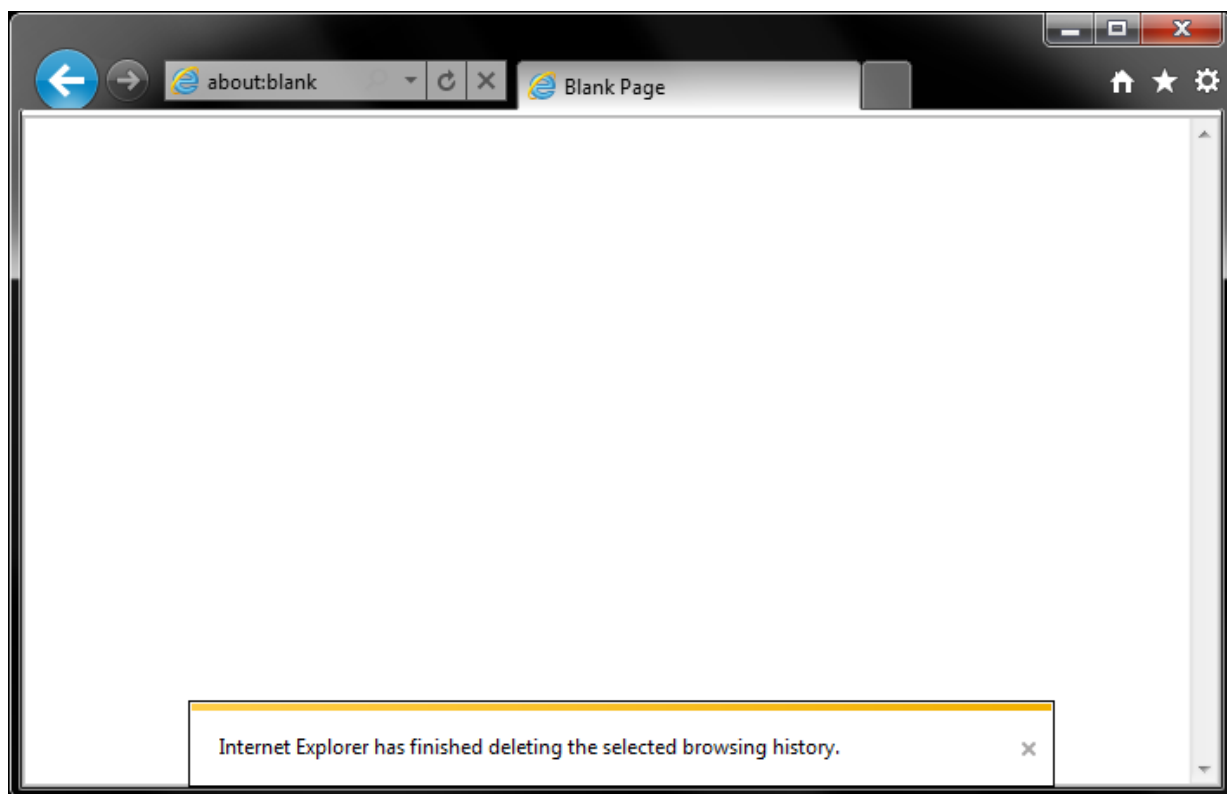 about:blank
Blank Page
Internet Explorer has finished deleting the selected browsing history.